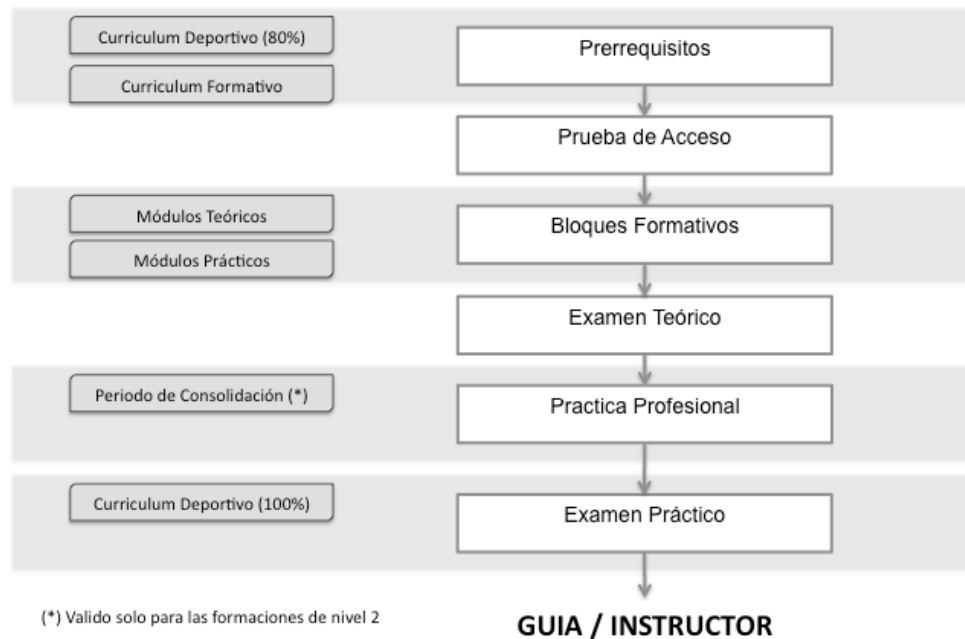 Curriculum Deportivo (80%)
Prerrequisitos
Curriculum Formativo
Prueba de Acceso
Módulos Teóricos
Bloques Formativos
Módulos Prácticos
Examen Teórico
Periodo de Consolidación (*)
Practica Profesional
Curriculum Deportivo (100%)
Examen Práctico
(*) Valido solo para las formaciones de nivel 2
GUIA / INSTRUCTOR